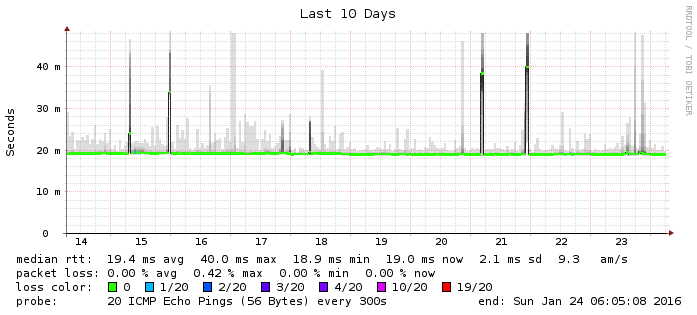 Last 10 Days
RRDTOOL / TOBI OETIKER
Seconds
40 m
30 m
20 m
10 m
0
14 15 16 17 18 19 20 21 22 23
median rtt: 19.4 ms avg 40.0 ms max 18.9 ms min 19.0 ms now 2.1 ms sd 9.3 am/s
packet loss: 0.00 % avg 0.42 % max 0.00 % min 0.00 % now
loss color: 0 1/20 2/20 3/20 4/20 10/20 19/20
probe: 20 ICMP Echo Pings (56 Bytes) every 300s end: Sun Jan 24 06:05:08 2016